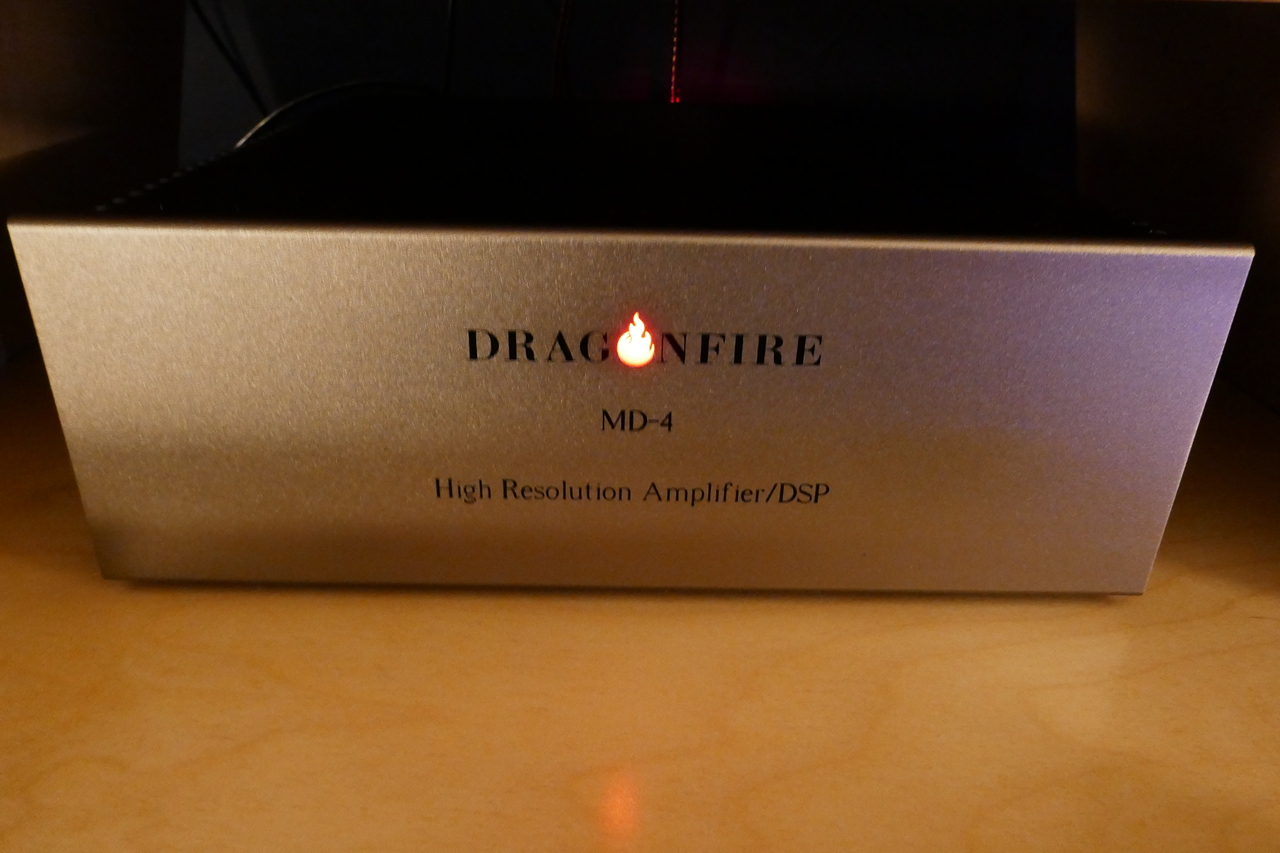 DRAGONFIRE
MD-4
High Resolution Amplifier/DSP